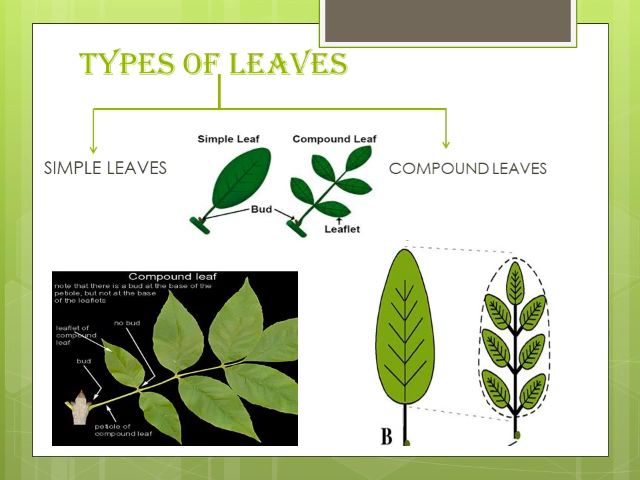 TYPES OF LEAVES
SIMPLE LEAVES
Simple Leaf
Compound Leaf
Bud
Leaflet
COMPOUND LEAVES
Compound leaf
note that there is a bud at the base of the
petiole, but not at the base
of the leaflets
leaflet of
compound
leaf
no bud
bud
petiole of
compound leaf
B